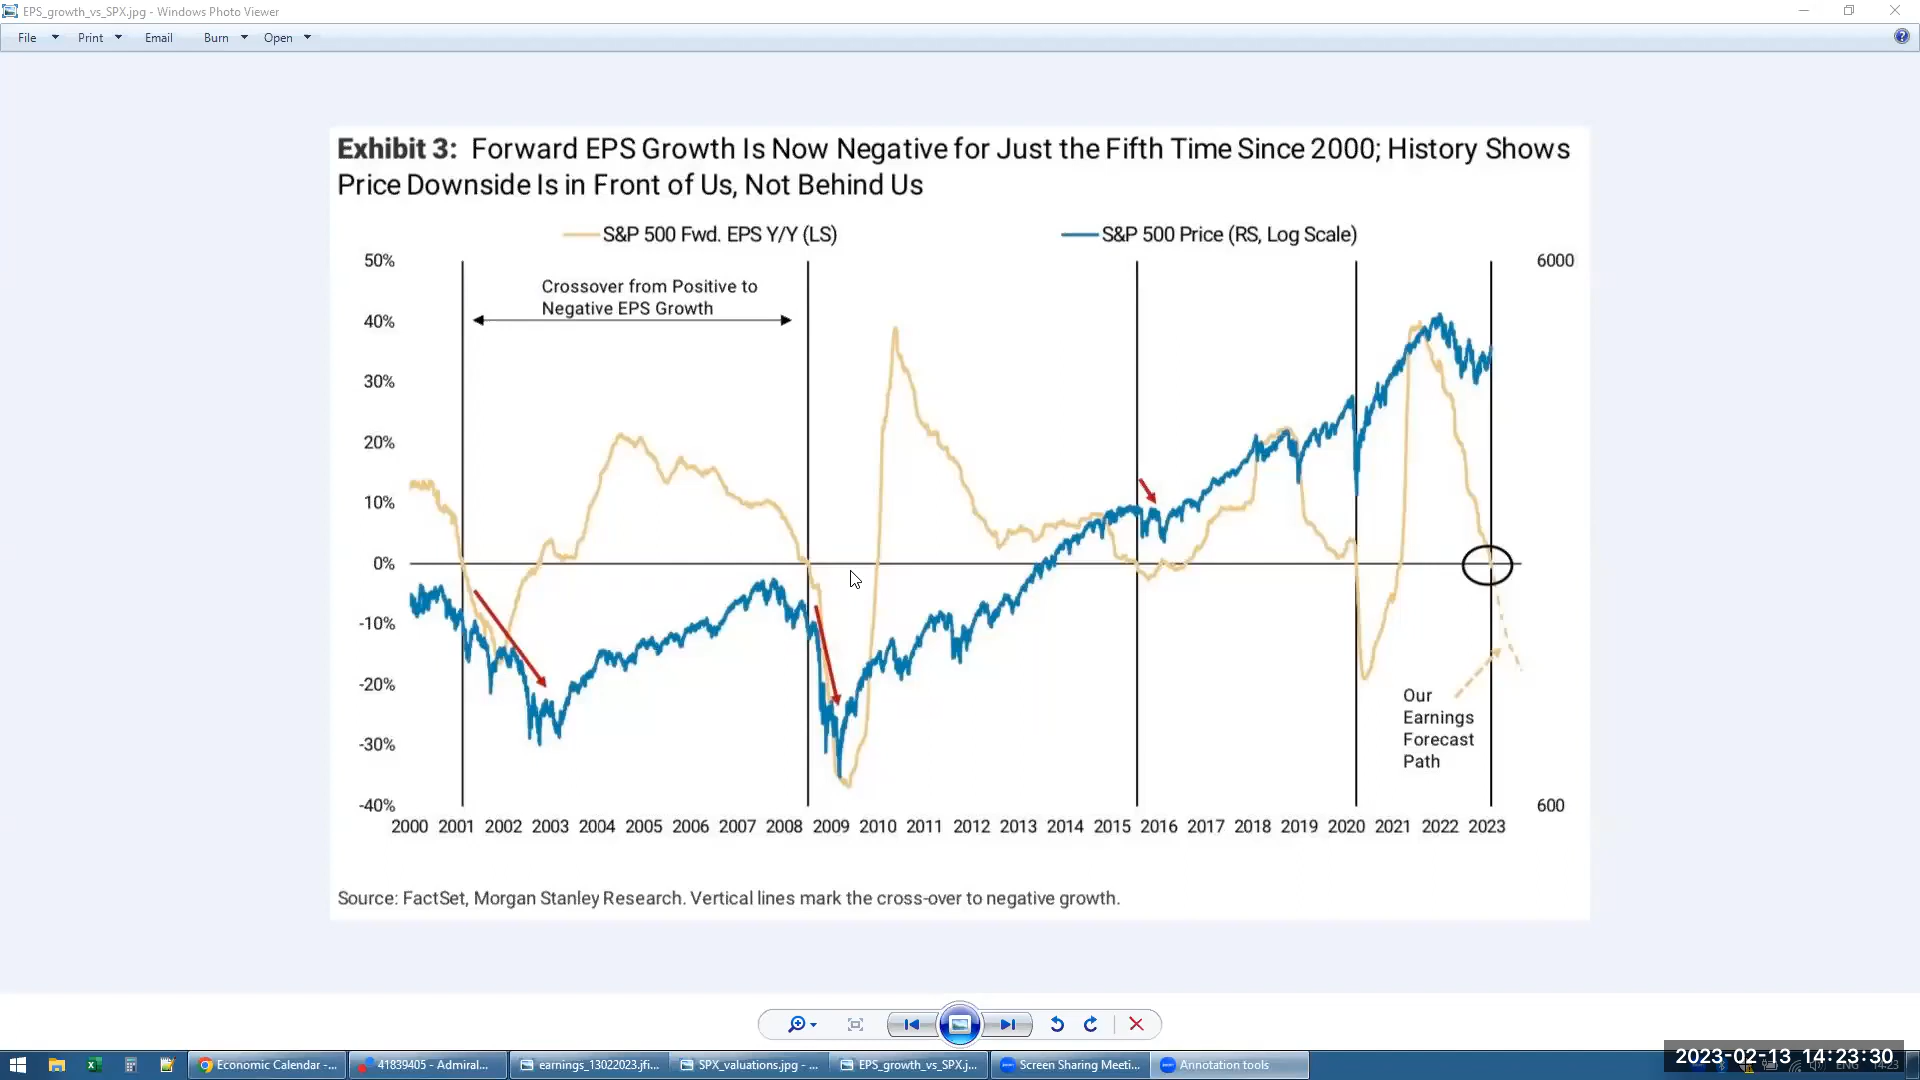 EPS_growth_vs_SPX.jpg - Windows Photo Viewer
File Print Email Burn Open
Exhibit 3: Forward EPS Growth Is Now Negative for Just the Fifth Time Since 2000; History Shows
Price Downside Is in Front of Us, Not Behind Us
S&P 500 Fwd. EPS Y/Y (LS) S&P 500 Price (RS, Log Scale)
50% 6000
Crossover from Positive to
Negative EPS Growth
40%
30%
20%
10%
0%
-10%
-20%
Our
Earnings
Forecast
Path
-30%
-40% 600
2000 2001 2002 2003 2004 2005 2006 2007 2008 2009 2010 2011 2012 2013 2014 2015 2016 2017 2018 2019 2020 2021 2022 2023
Source: FactSet, Morgan Stanley Research. Vertical lines mark the cross-over to negative growth.
Economic Calendar -... 41839405 - Admiral... earnings_13022023.jfi... SPX_valuations.jpg - ... EPS_growth_vs_SPX.j... Screen Sharing Meeti... Annotation tools
2023-02-13 14:23:30
ENG 14:23